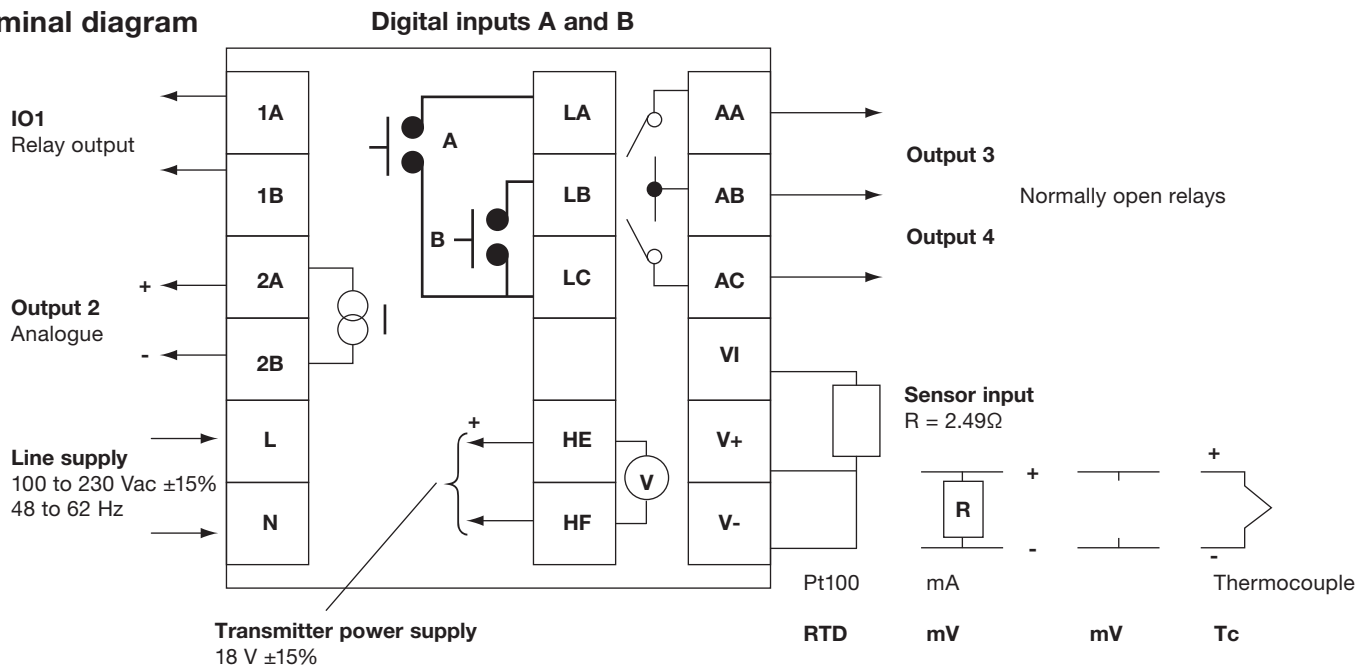 minal diagram
Digital inputs A and B
IO1
Relay output
1A
1B
2A
2B
L
N
+
Output 2
Analogue
-
I
Line supply
100 to 230 Vac ±15%
48 to 62 Hz
A
B
LA
LB
LC
HE
HF
+
V
Transmitter power supply
18 V ±15%
AA
AB
AC
VI
V+
V-
Output 3
Normally open relays
Output 4
Sensor input
R = 2.49Ω
R
+
-
+
-
Pt100 mA Thermocouple
RTD mV mV Tc